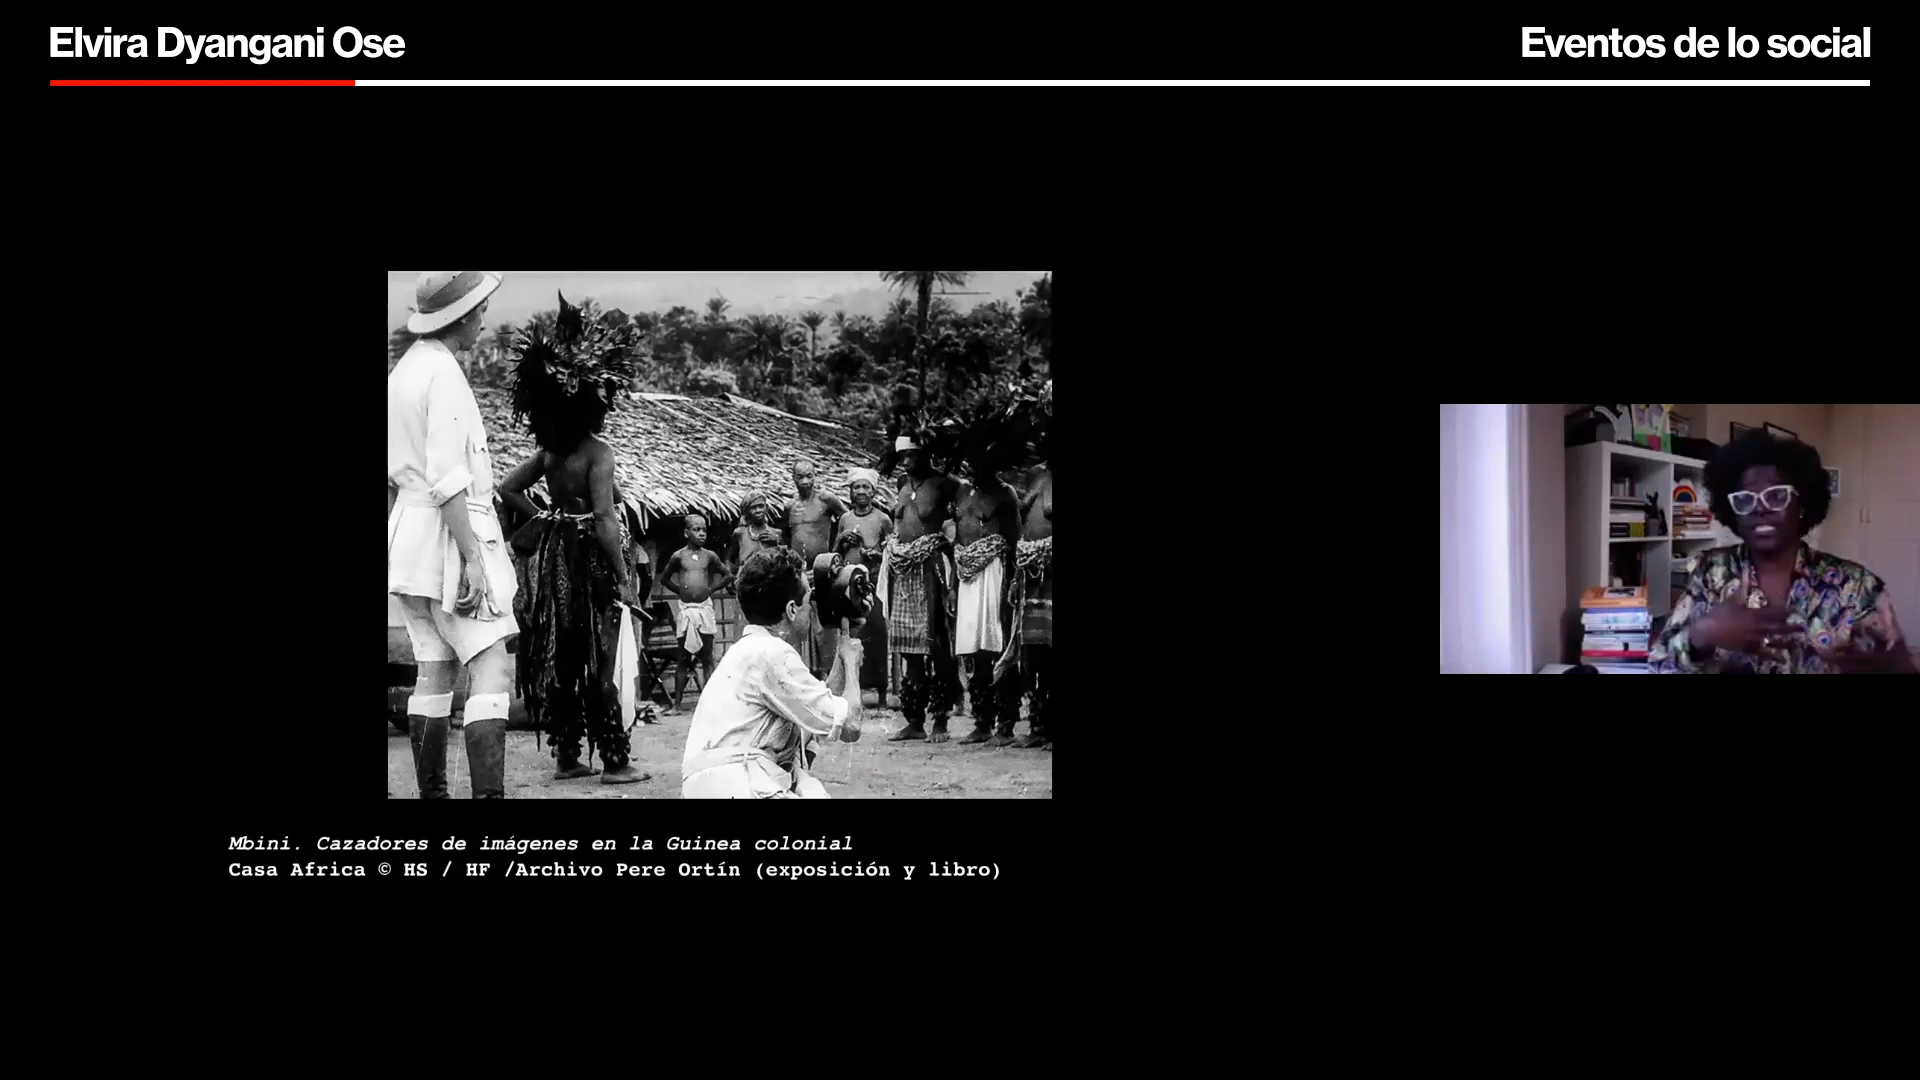 Elvira Dyangani Ose
Eventos de lo social
Mbini. Cazadores de imágenes en la Guinea colonial
Casa Africa © HS / HF /Archivo Pere Ortín (exposición y libro)